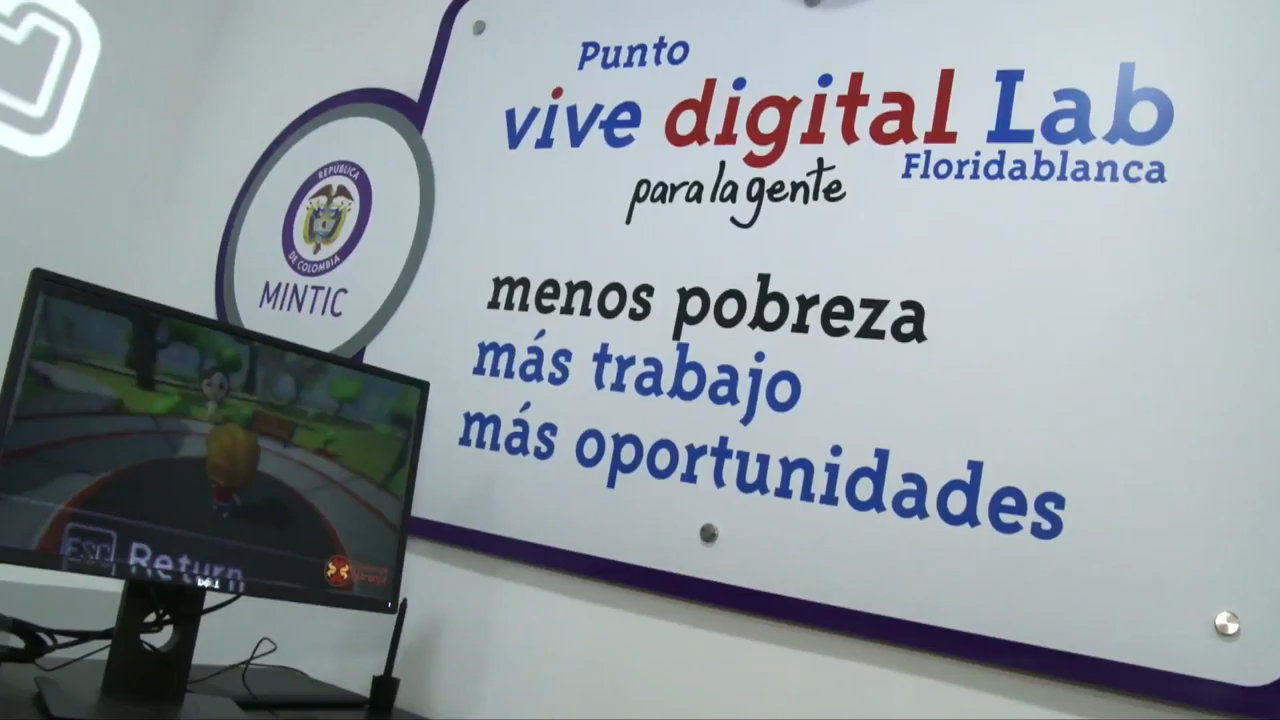 Punto
vive digital Lab
Floridablanca
para la gente
menos pobreza
más trabajo
más oportunidades
REPÚBLICA
DE COLOMBIA
MINTIC
ESC Return